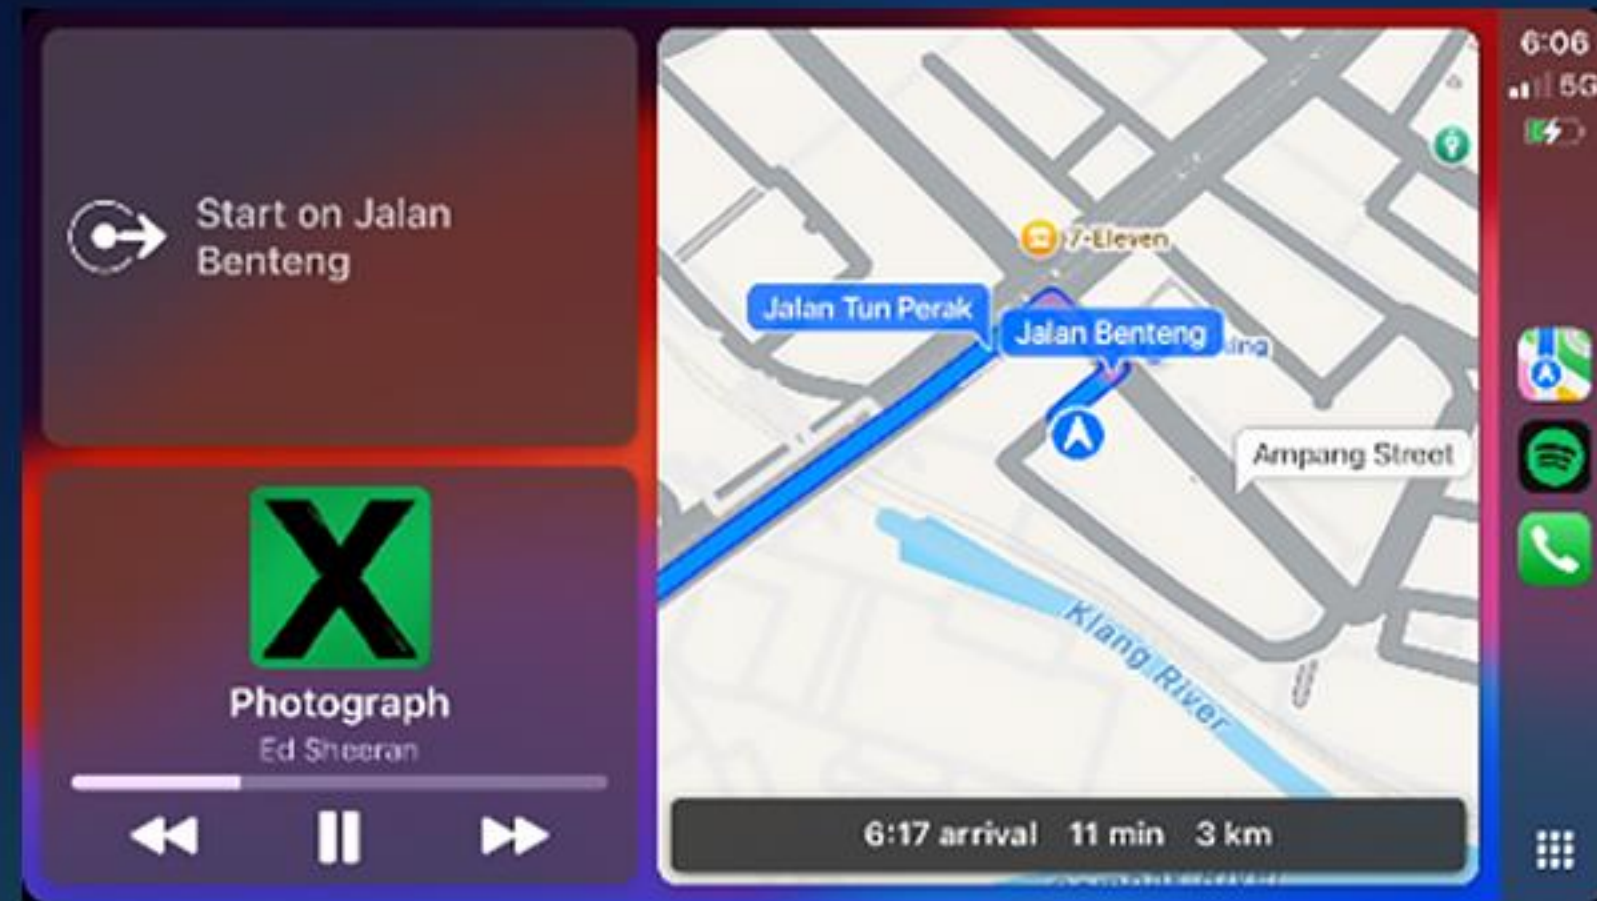 Start on Jalan
Benteng
Photograph
Ed Sheeran
7-Eleven
Jalan Tun Perak
Jalan Benteng
Ampang Street
Klang River
6:17 arrival 11 min 3 km
6:06
5G